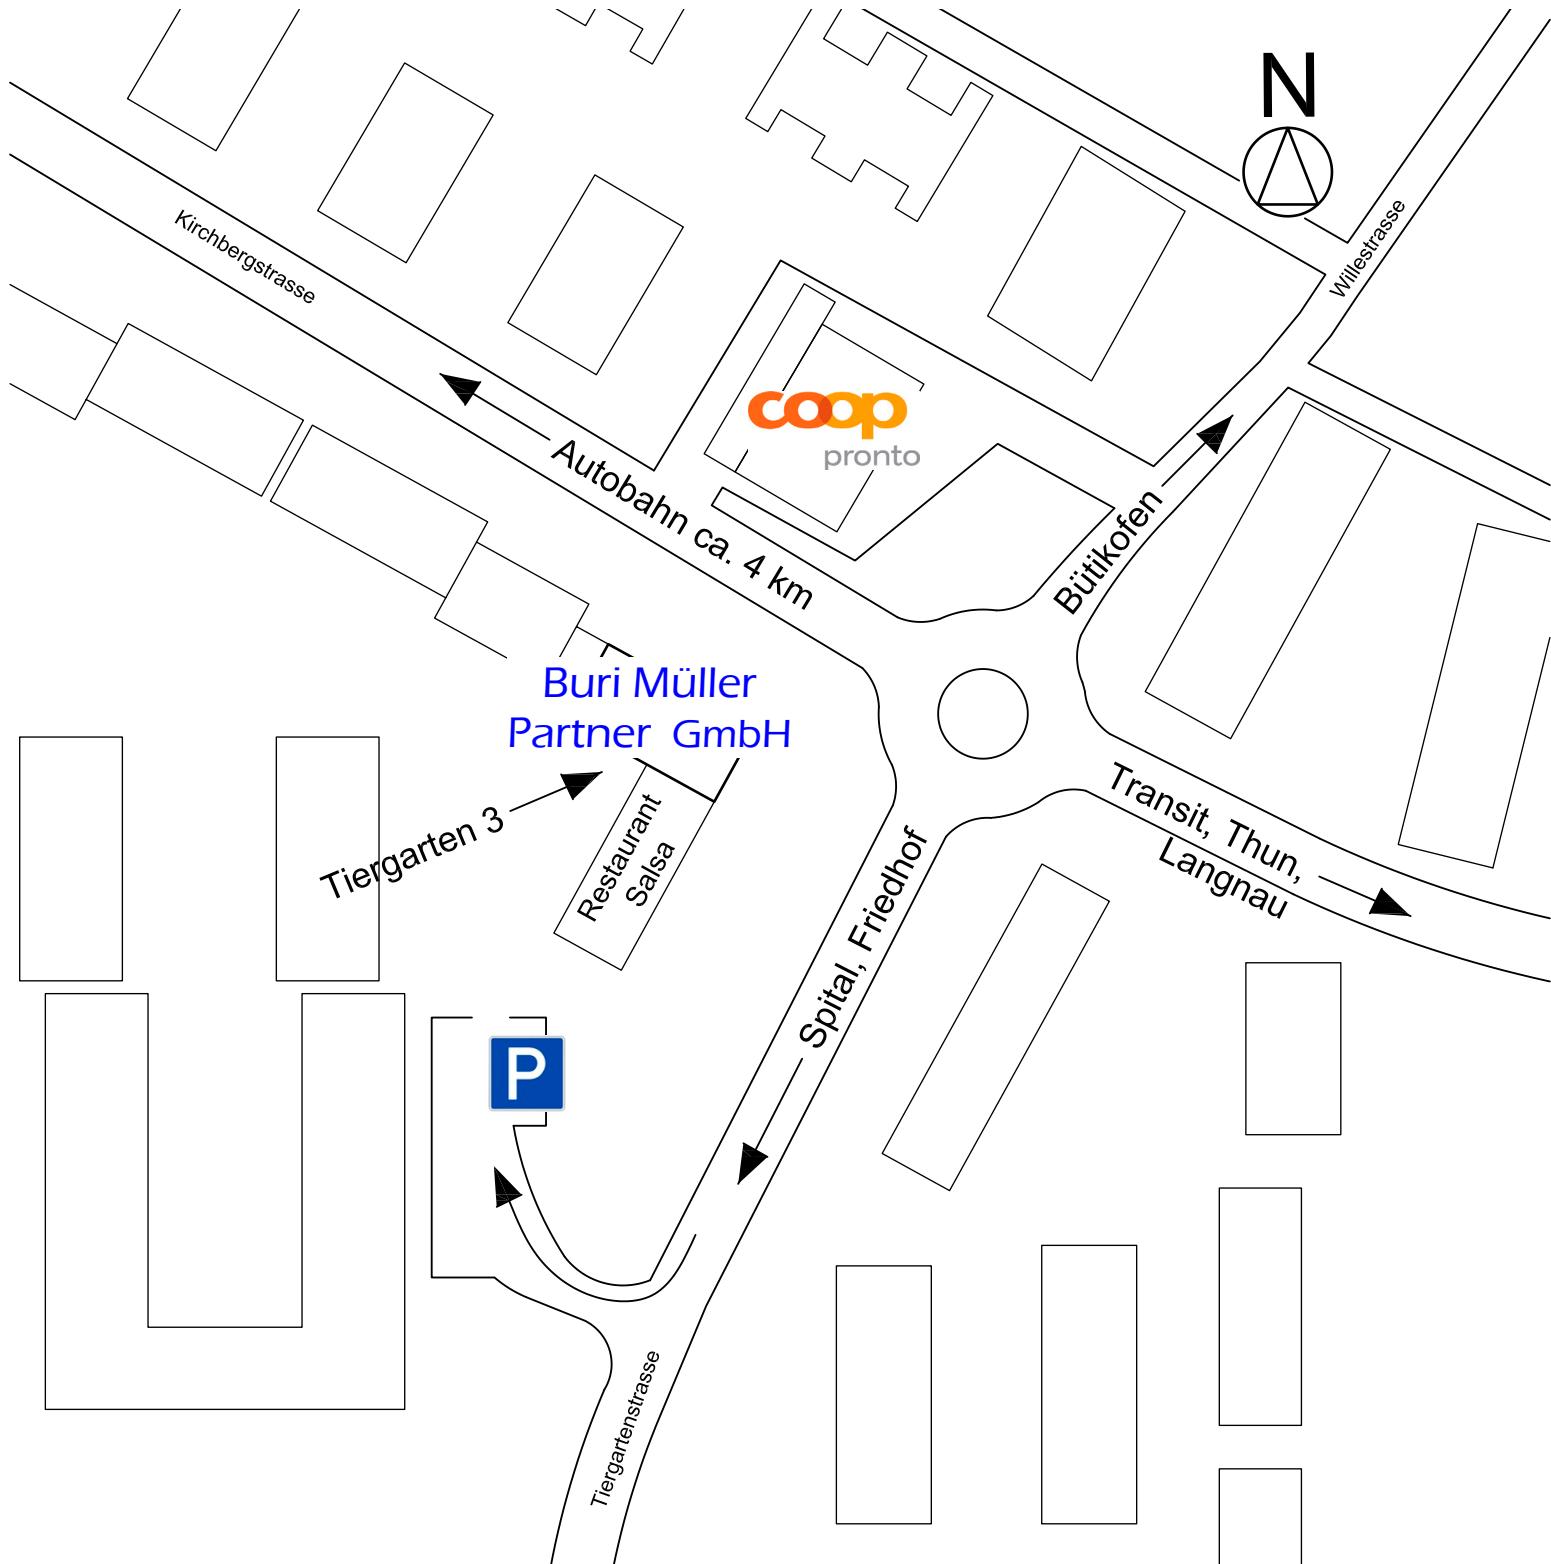 N
Willestrasse
Kirchbergstrasse
coop
pronto
Autobahn ca. 4 km
Bütikofen
Buri Müller
Partner GmbH
Tiergarten 3
Restaurant
Salsa
Transit, Thun,
Langnau
Spital, Friedhof
P
Tiergartenstrasse